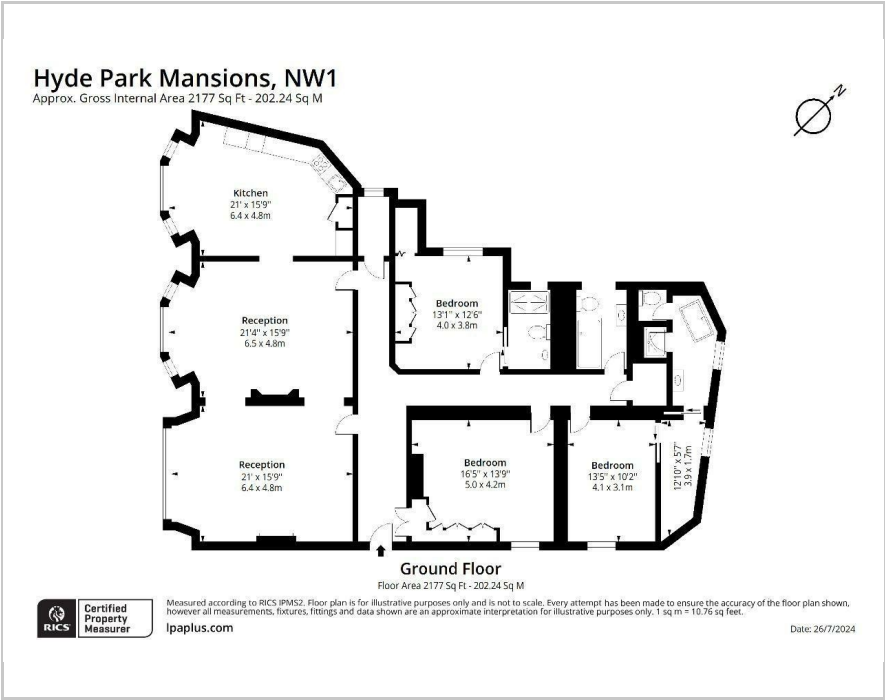 Hyde Park Mansions, NW1
Approx. Gross Internal Area 2177 Sq Ft - 202.24 Sq M
N
Kitchen
21' x 15'9"
6.4 x 4.8m
Reception
21'4" x 15'9"
6.5 x 4.8m
Bedroom
13'1" x 12'6"
4.0 x 3.8m
Reception
21' x 15'9"
6.4 x 4.8m
Bedroom
16'5" x 13'9"
5.0 x 4.2m
Bedroom
13'5" x 10'2"
4.1 x 3.1m
12'10" x 5'7"
3.9 x 1.7m
Ground Floor
Floor Area 2177 Sq Ft - 202.24 Sq M
RICS
Certified
Property
Measurer
Measured according to RICS IPMS2. Floor plan is for illustrative purposes only and is not to scale. Every attempt has been made to ensure the accuracy of the floor plan shown,
however all measurements, fixtures, fittings and data shown are an approximate interpretation for illustrative purposes only. 1 sq m = 10.76 sq feet.
lpaplus.com
Date: 26/7/2024